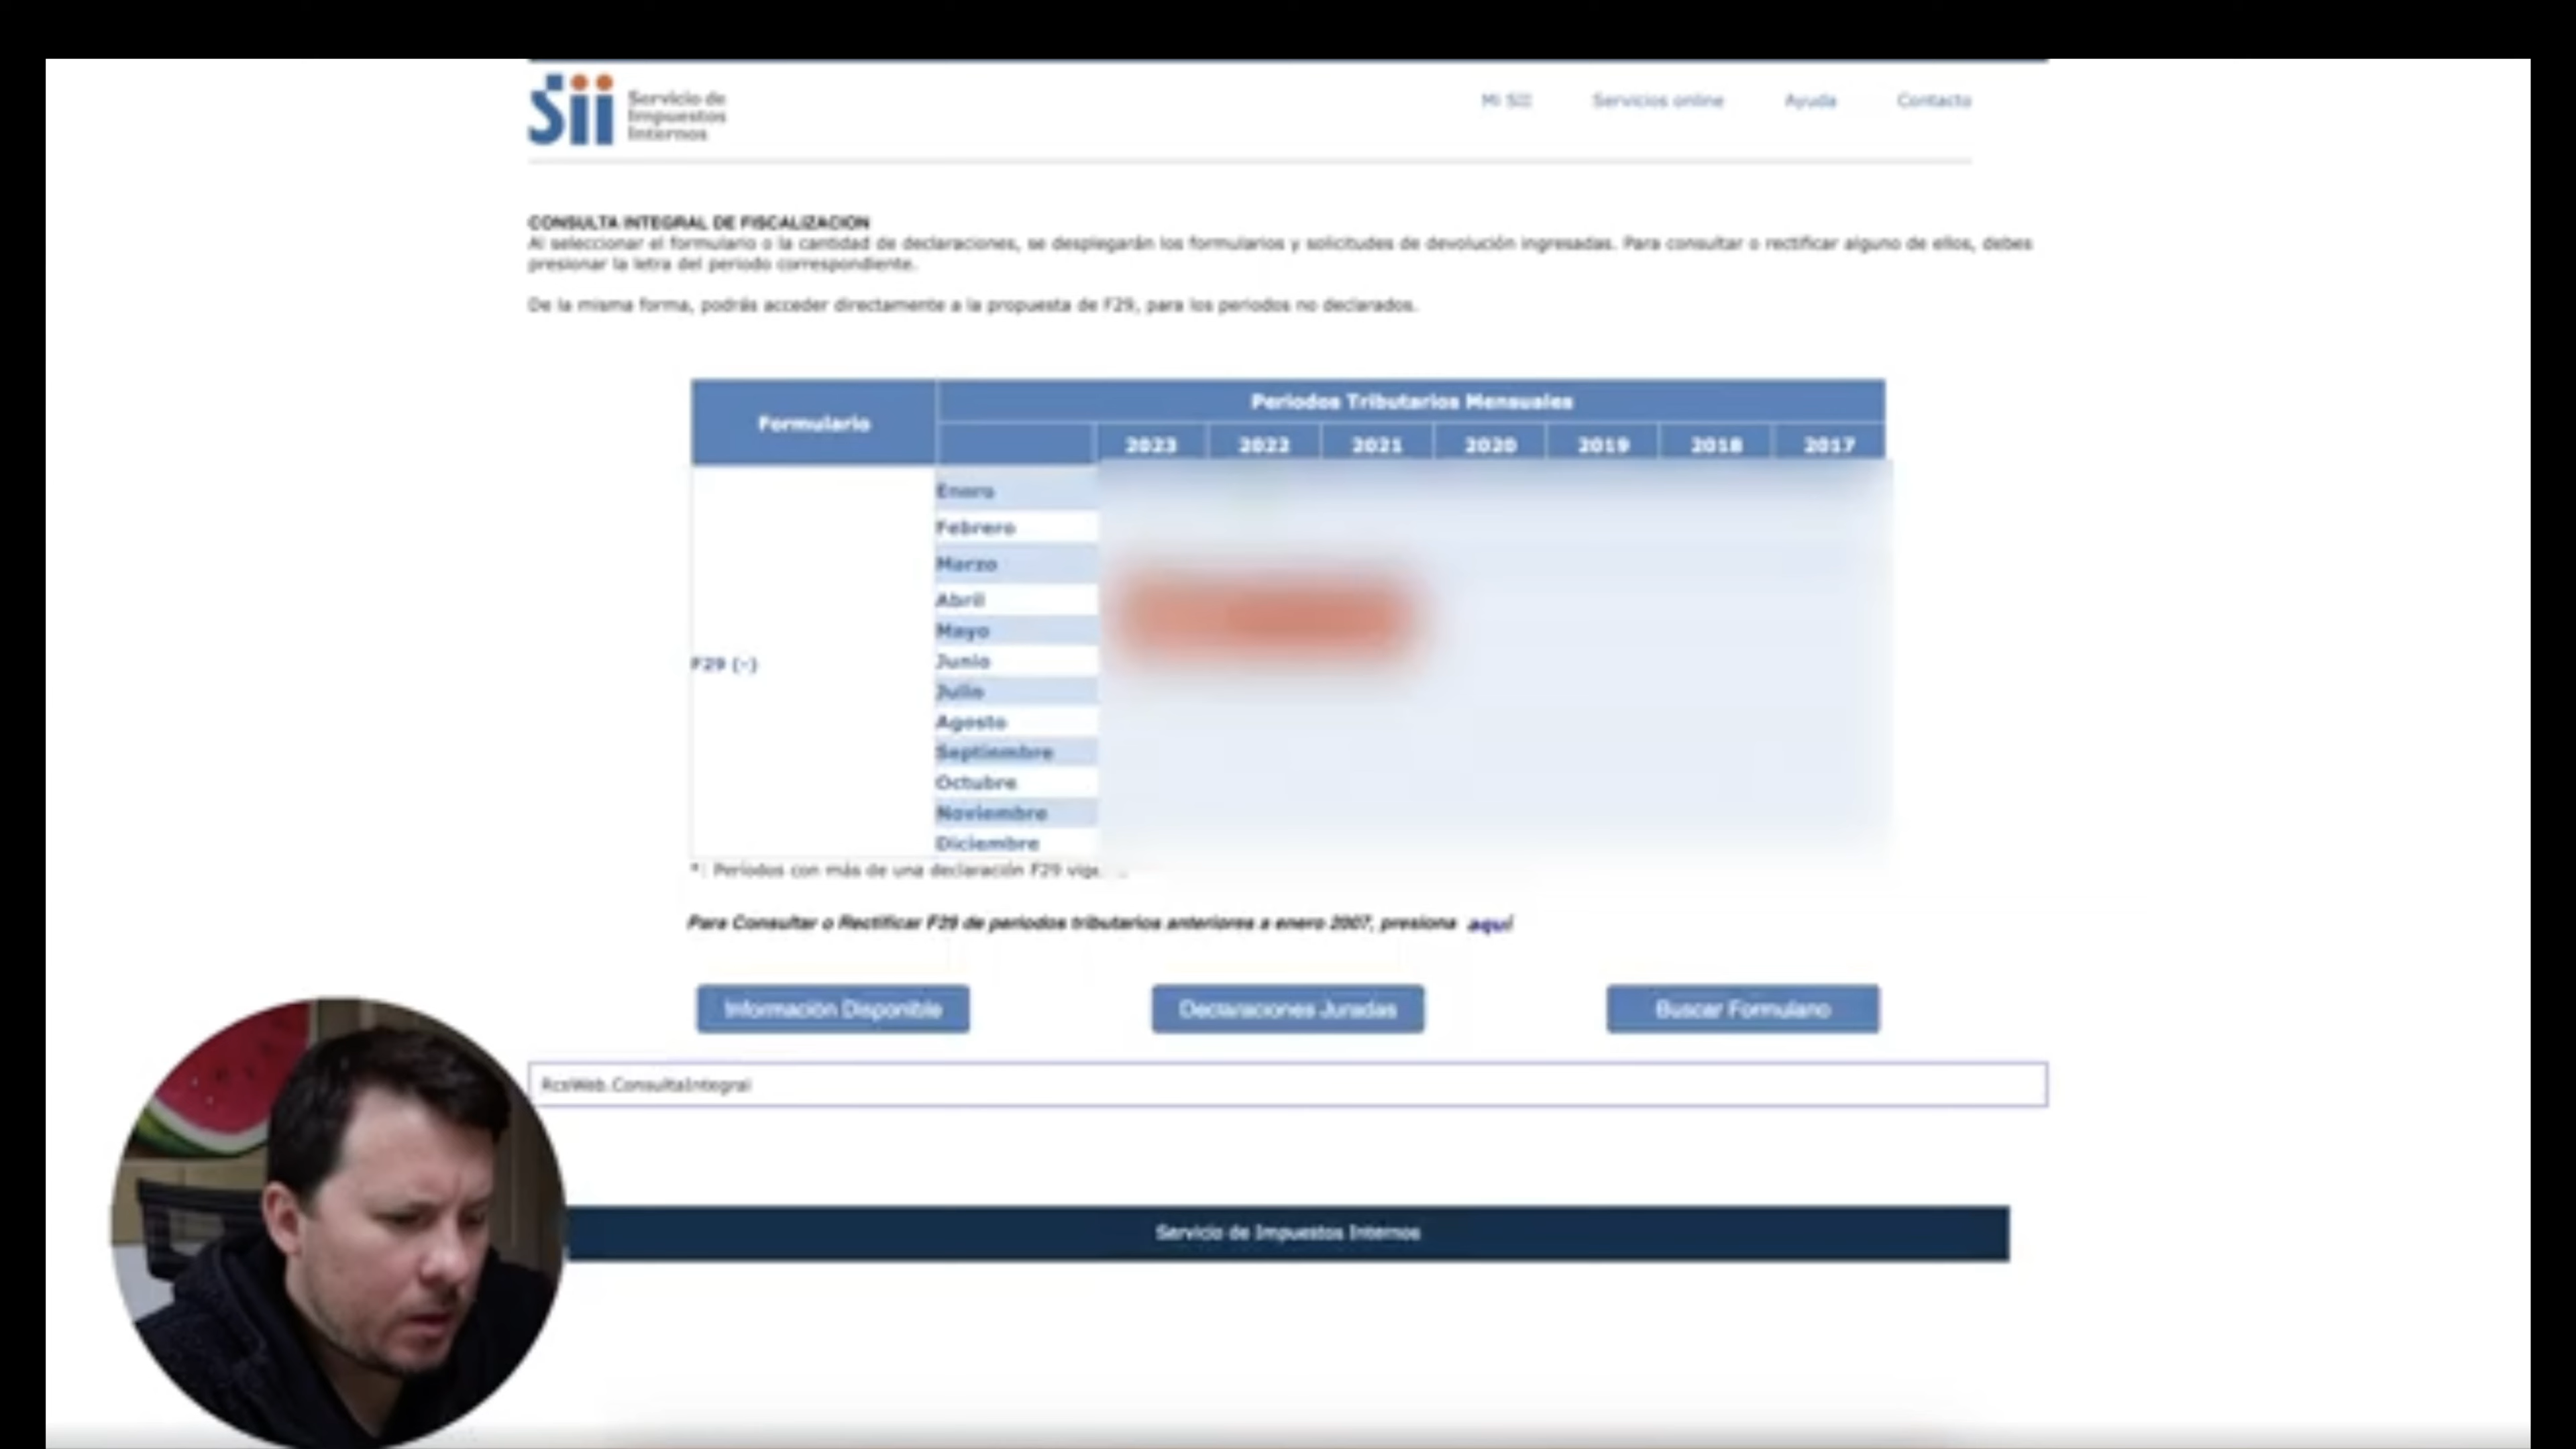 Sii Servicio de
Impuestos
Internos
Mi SII Servicios online Ayuda Contacto
CONSULTA INTEGRAL DE FISCALIZACION
Al seleccionar el formulario o la cantidad de declaraciones, se desplegarán los formularios y solicitudes de devolución ingresadas. Para consultar o rectificar alguno de ellos, debes
presionar la letra del periodo correspondiente.
De la misma forma, podrás acceder directamente a la propuesta de F29, para los periodos no declarados.
Formulario
Periodos Tributarios Mensuales
2023 2022 2021 2020 2019 2018 2017
F29 (-)
Enero
Febrero
Marzo
Abril
Mayo
Junio
Julio
Agosto
Septiembre
Octubre
Noviembre
Diciembre
*: Periodos con más de una declaración F29
Para Consultar o Rectificar F29 de periodos tributarios anteriores a enero 2007, presiona aquí
Información Disponible Declaraciones Juradas Buscar Formulario
RcsWeb.ConsultaIntegral
Servicio de Impuestos Internos